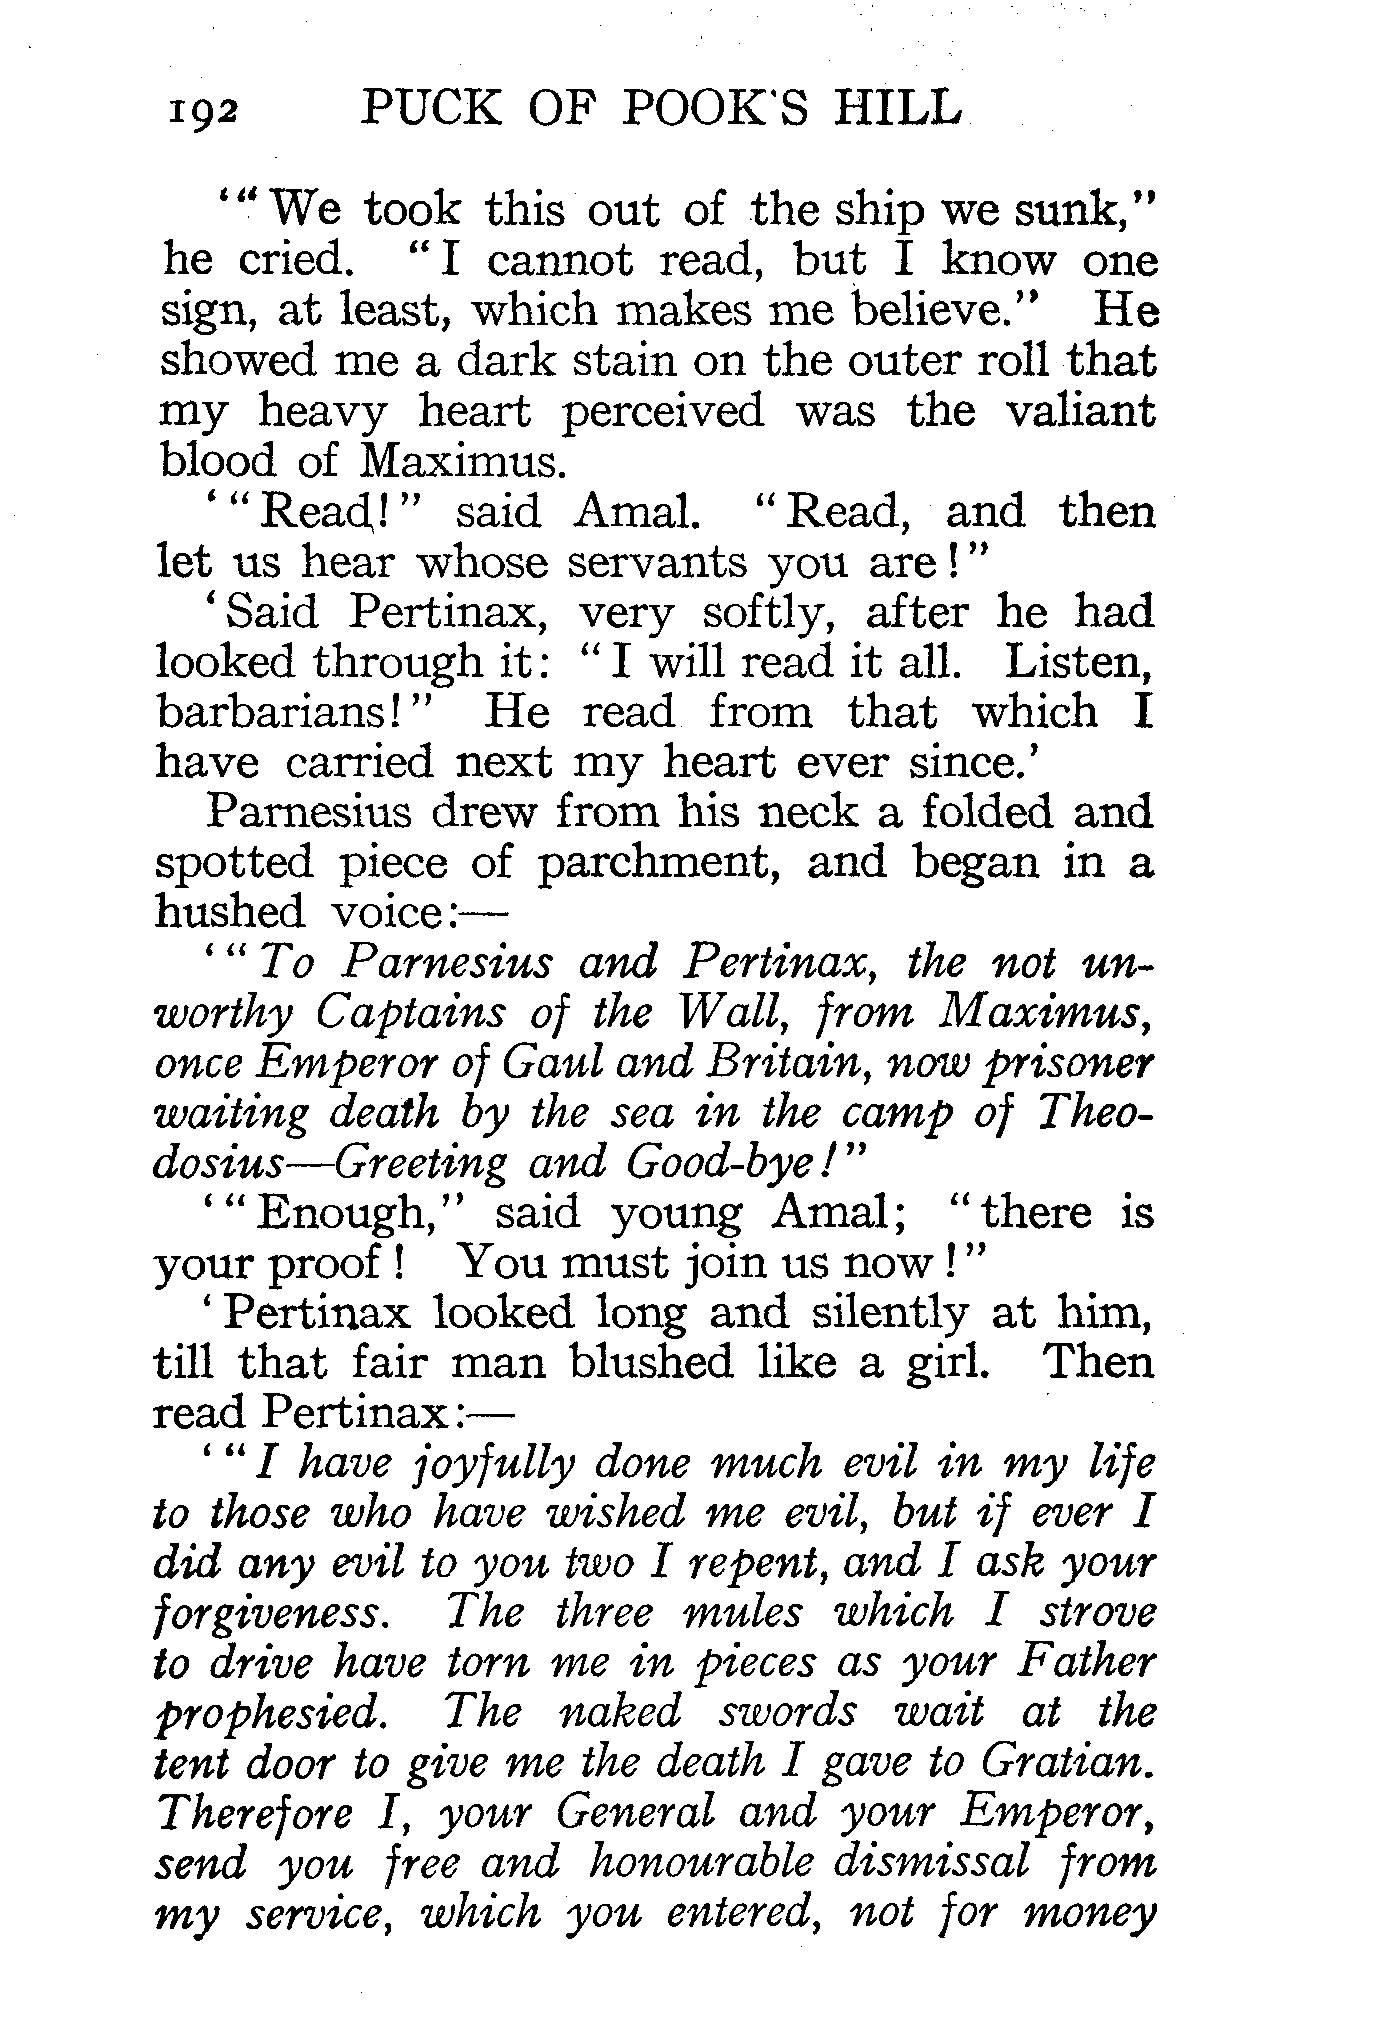 192 PUCK OF POOK'S HILL
'"We took this out of the ship we sunk,"
he cried. "I cannot read, but I know one
sign, at least, which makes me believe." He
showed me a dark stain on the outer roll that
my heavy heart perceived was the valiant
blood of Maximus.
'"Read!" said Amal. "Read, and then
let us hear whose servants you are!"
'Said Pertinax, very softly, after he had
looked through it: "I will read it all. Listen,
barbarians!" He read from that which I
have carried next my heart ever since.'
Parnesius drew from his neck a folded and
spotted piece of parchment, and began in a
hushed voice:—
'"To Parnesius and Pertinax, the not un-
worthy Captains of the Wall, from Maximus,
once Emperor of Gaul and Britain, now prisoner
waiting death by the sea in the camp of Theo-
dosius—Greeting and Good-bye!"
'"Enough," said young Amal; "there is
your proof! You must join us now!"
'Pertinax looked long and silently at him,
till that fair man blushed like a girl. Then
read Pertinax:—
'"I have joyfully done much evil in my life
to those who have wished me evil, but if ever I
did any evil to you two I repent, and I ask your
forgiveness. The three mules which I strove
to drive have torn me in pieces as your Father
prophesied. The naked swords wait at the
tent door to give me the death I gave to Gratian.
Therefore I, your General and your Emperor,
send you free and honourable dismissal from
my service, which you entered, not for money